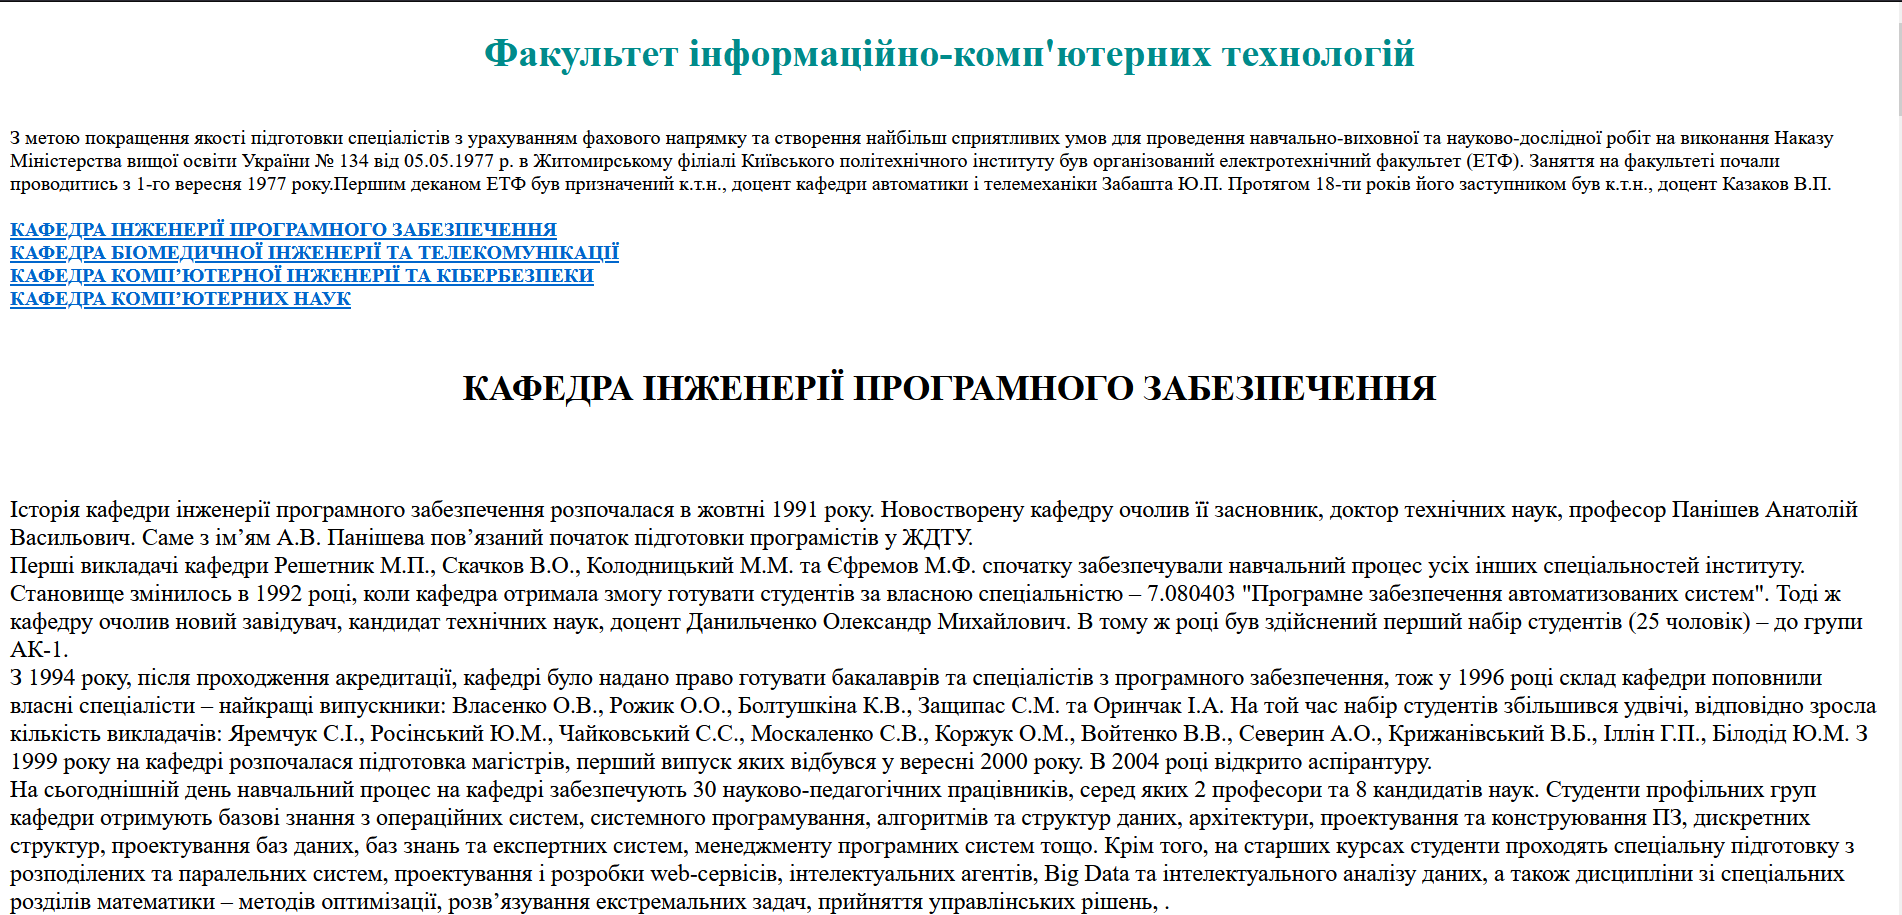 Факультет інформаційно-комп'ютерних технологій
З метою покращення якості підготовки спеціалістів з урахуванням фахового напрямку та створення найбільш сприятливих умов для проведення навчально-виховної та науково-дослідної робіт на виконання Наказу
Міністерства вищої освіти України № 134 від 05.05.1977 р. в Житомирському філіалі Київського політехнічного інституту був організований електротехнічний факультет (ЕТФ). Заняття на факультеті почали
проводитись з 1-го вересня 1977 року.Першим деканом ЕТФ був призначений к.т.н., доцент кафедри автоматики і телемеханіки Забашта Ю.П. Протягом 18-ти років його заступником був к.т.н., доцент Казаков В.П.
КАФЕДРА ІНЖЕНЕРІЇ ПРОГРАМНОГО ЗАБЕЗПЕЧЕННЯ
КАФЕДРА БІОМЕДИЧНОЇ ІНЖЕНЕРІЇ ТА ТЕЛЕКОМУНІКАЦІЇ
КАФЕДРА КОМП’ЮТЕРНОЇ ІНЖЕНЕРІЇ ТА КІБЕРБЕЗПЕКИ
КАФЕДРА КОМП’ЮТЕРНИХ НАУК
КАФЕДРА ІНЖЕНЕРІЇ ПРОГРАМНОГО ЗАБЕЗПЕЧЕННЯ
Історія кафедри інженерії програмного забезпечення розпочалася в жовтні 1991 року. Новостворену кафедру очолив її засновник, доктор технічних наук, професор Панішев Анатолій
Васильович. Саме з ім’ям А.В. Панішева пов’язаний початок підготовки програмістів у ЖДТУ.
Перші викладачі кафедри Решетник М.П., Скачков В.О., Колодницький М.М. та Єфремов М.Ф. спочатку забезпечували навчальний процес усіх інших спеціальностей інституту.
Становище змінилось в 1992 році, коли кафедра отримала змогу готувати студентів за власною спеціальністю – 7.080403 "Програмне забезпечення автоматизованих систем". Тоді ж
кафедру очолив новий завідувач, кандидат технічних наук, доцент Данильченко Олександр Михайлович. В тому ж році був здійснений перший набір студентів (25 чоловік) – до групи
АК-1.
З 1994 року, після проходження акредитації, кафедрі було надано право готувати бакалаврів та спеціалістів з програмного забезпечення, тож у 1996 році склад кафедри поповнили
власні спеціалісти – найкращі випускники: Власенко О.В., Рожик О.О., Болтушкіна К.В., Защипас С.М. та Оринчак І.А. На той час набір студентів збільшився удвічі, відповідно зросла
кількість викладачів: Яремчук С.І., Росінський Ю.М., Чайковський С.С., Москаленко С.В., Коржук О.М., Войтенко В.В., Северин А.О., Крижанівський В.Б., Іллін Г.П., Білодід Ю.М. З
1999 року на кафедрі розпочалася підготовка магістрів, перший випуск яких відбувся у вересні 2000 року. В 2004 році відкрито аспірантуру.
На сьогоднішній день навчальний процес на кафедрі забезпечують 30 науково-педагогічних працівників, серед яких 2 професори та 8 кандидатів наук. Студенти профільних груп
кафедри отримують базові знання з операційних систем, системного програмування, алгоритмів та структур даних, архітектури, проектування та конструювання ПЗ, дискретних
структур, проектування баз даних, баз знань та експертних систем, менеджменту програмних систем тощо. Крім того, на старших курсах студенти проходять спеціальну підготовку з
розподілених та паралельних систем, проектування і розробки web-сервісів, інтелектуальних агентів, Big Data та інтелектуального аналізу даних, а також дисципліни зі спеціальних
розділів математики – методів оптимізації, розв’язування екстремальних задач, прийняття управлінських рішень, .